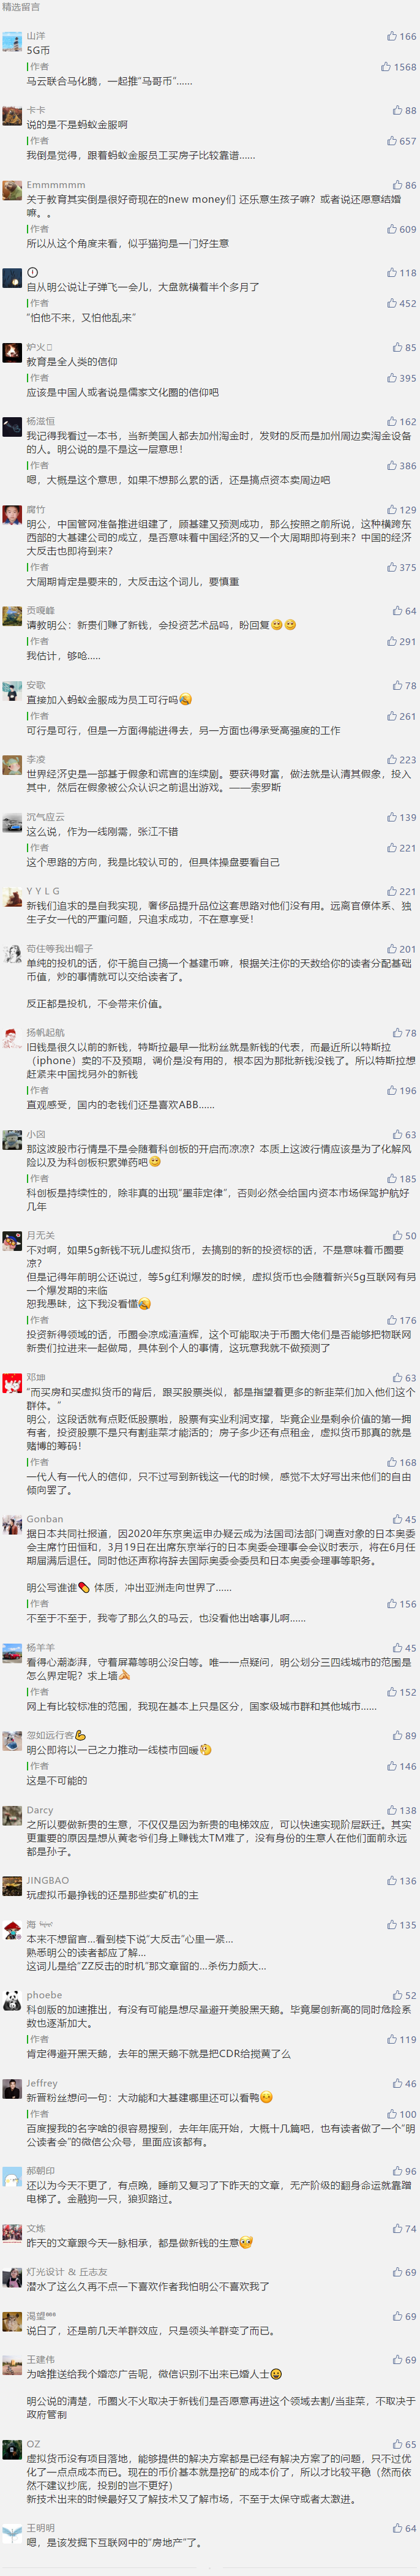 精选留言
山洋
166
5G币
作者
1568
马云联合马化腾，一起推“马哥币”……
卡卡
88
说的是不是蚂蚁金服啊
作者
657
我倒是觉得，跟着蚂蚁金服员工买房子比较靠谱……
Emmmmmm
86
关于教育其实倒是很好奇现在的new money们 还乐意生孩子嘛？或者说还愿意结婚
嘛。。
作者
609
所以从这个角度来看，似乎猫狗是一门好生意
118
自从明公说让子弹飞一会儿，大盘就横着半个多月了
作者
452
“怕他不来，又怕他乱来”
炉火
85
教育是全人类的信仰
作者
395
应该是中国人或者说是儒家文化圈的信仰吧
杨滋恒
162
我记得我看过一本书，当新美国人都去加州淘金时，发财的反而是加州周边卖淘金设备
的人。明公说的是不是这一层意思！
作者
386
嗯，大概是这个意思，如果不想那么累的话，还是搞点资本卖周边吧
腐竹
129
明公，中国管网准备推进组建了，顾基建又预测成功，那么按照之前所说，这种横跨东
西部的大基建公司的成立，是否意味看中国经济的又一个大周期即将到来？中国的经济
大反击也即将到来？
作者
375
大周期肯定是要来的，大反击这个词儿，要慎重
贡嘎峰
64
请教明公：新贵们赚了新钱，会投资艺术品吗，盼回复😊😊
作者
291
我估计，够呛.....
安歌
78
直接加入蚂蚁金服成为员工可行吗
作者
261
可行是可行，但是一方面得能进得去，另一方面也得承受高强度的工作
李凌
223
世界经济史是一部基于假象和谎言的连续剧。要获得财富，做法就是认清其假象，投入
其中，然后在假象被公众认识之前退出游戏。——索罗斯
沉气应云
139
这么说，作为一线刚需，张江不错
作者
221
这个思路的方向，我是比较认可的，但具体操盘要看自己
Y Y L G
221
新钱们追求的是自我实现，奢侈品提升品位这套思路对他们没有用。远离官僚体系、独
生子女一代的严重问题，只追求成功，不在意享受！
苟住等我出帽子
201
单纯的投机的话，你干脆自己搞一个基建币嘛，根据关注你的天数给你的读者分配基础
币值，炒的事情就可以交给读者了。
反正都是投机，不会带来价值。
扬帆起航
78
旧钱是很久以前的新钱，特斯拉最早一批粉丝就是新钱的代表，而最近所以特斯拉
（iphone）卖的不及预期，调价是没有用的，根本因为那批新钱没钱了。所以特斯拉想
赶紧来中国找另外的新钱
作者
196
直观感受，国内的老钱们还是喜欢ABB……
小囧
63
那这波股市行情是不是会随着科创板的开启而凉凉？本质上这波行情应该是为了化解风
险以及为科创板积累弹药吧😊
作者
185
科创板是持续性的，除非真的出现“墨菲定律”，否则必然会给国内资本市场保驾护航好
几年
月无关
50
不对啊，如果5g新钱不玩儿虚拟货币，去搞别的新的投资标的话，不是意味着币圈要
凉？
但是记得年前明公还说过，等5g红利爆发的时候，虚拟货币也会随着新兴5g互联网有另
一个爆发期的来临
恕我愚昧，这下我没看懂
作者
176
投资新得领域的话，币圈会凉成渣渣辉，这个可能取决于币圈大佬们是否能够把物联网
新贵们拉进来一起做局，具体到个人的事情，这玩意我就不做预测了
邓坤
63
“而买房和买虚拟货币的背后，跟买股票类似，都是指望着更多的新韭菜们加入他们这个
群体。”
明公，这段话就有点贬低股票啦，股票有实业利润支撑，毕竟企业是剩余价值的第一拥
有者，投资股票不是只有割韭菜才能活的；房子多少还有点租金，虚拟货币那真的就是
赌博的筹码！
作者
168
一代人有一代人的信仰，只不过写到新钱这一代的时候，感觉不太好写出来他们的自由
倾向罢了。
Gonban
45
据日本共同社报道，因2020年东京奥运申办疑云成为法国司法部门调查对象的日本奥委
会主席竹田恒和，3月19日在出席东京举行的日本奥委会理事会会议时表示，将在6月任
期届满后退任。同时他还声称将辞去国际奥委会委员和日本奥委会理事等职务。
明公写谁谁💊 体质，冲出亚洲走向世界了……
作者
156
不至于不至于，我夸了那么久的马云，也没看他出啥事儿啊……
杨羊羊
45
看得心潮澎湃，守着屏幕等明公没白等。唯一一点疑问，明公划分三四线城市的范围是
怎么界定呢？求上墙🙏
作者
152
网上有比较标准的范围，我现在基本上只是区分，国家级城市群和其他城市……
忽如远行客💪
89
明公即将以一己之力推动一线楼市回暖
作者
146
这是不可能的
Darcy
138
之所以要做新贵的生意，不仅仅是因为新贵的电梯效应，可以快速实现阶层跃迁。其实
更重要的原因是想从黄老爷们身上赚钱太TM难了，没有身份的生意人在他们面前永远
都是孙子。
JINGBAO
136
玩虚拟币最挣钱的还是那些卖矿机的主
海
135
本来不想留言…看到楼下说“大反击”心里一紧…
熟悉明公的读者都应了解…
这词儿是给“ZZ反击的时机”那文章留的…杀伤力颇大…
phoebe
52
科创版的加速推出，有没有可能是想尽量避开美股黑天鹅。毕竟屡创新高的同时危险系
数也逐渐加大。
作者
119
肯定得避开黑天鹅，去年的黑天鹅不就是把CDR给搅黄了么
Jeffrey
46
新晋粉丝想问一句：大动能和大基建哪里还可以看鸭😊
作者
100
百度搜我的名字啥的很容易搜到，去年年底开始，大概十几篇吧，也有读者做了一个“明
公读者会”的微信公众号，里面应该都有。
郝朝印
96
还以为今天不更了，有点晚，睡前又复习了下昨天的文章，无产阶级的翻身命运就靠蹭
电梯了。金融狗一只，狼狈路过。
文炼
74
昨天的文章跟今天一脉相承，都是做新钱的生意
灯光设计 & 丘志友
69
潜水了这么久再不点一下喜欢作者我怕明公不喜欢我了
渴望⁶⁶⁶
69
说白了，还是前几天羊群效应，只是领头羊群变了而已。
王建伟
69
为啥推送给我个婚恋广告呢，微信识别不出来已婚人士😀
明公说的清楚，币圈火不火取决于新钱们是否愿意再进这个领域去割/当韭菜，不取决于
政府管制
OZ
65
虚拟货币没有项目落地，能够提供的解决方案都是已经有解决方案了的问题，只不过优
化了一点点成本而已。现在的币价基本就是挖矿的成本价了，所以才比较平稳（然而依
然不建议抄底，投别的岂不更好）
新技术出来的时候最好又了解技术又了解市场，不至于太保守或者太激进。
王明明
64
嗯，是该发掘下互联网中的“房地产”了。